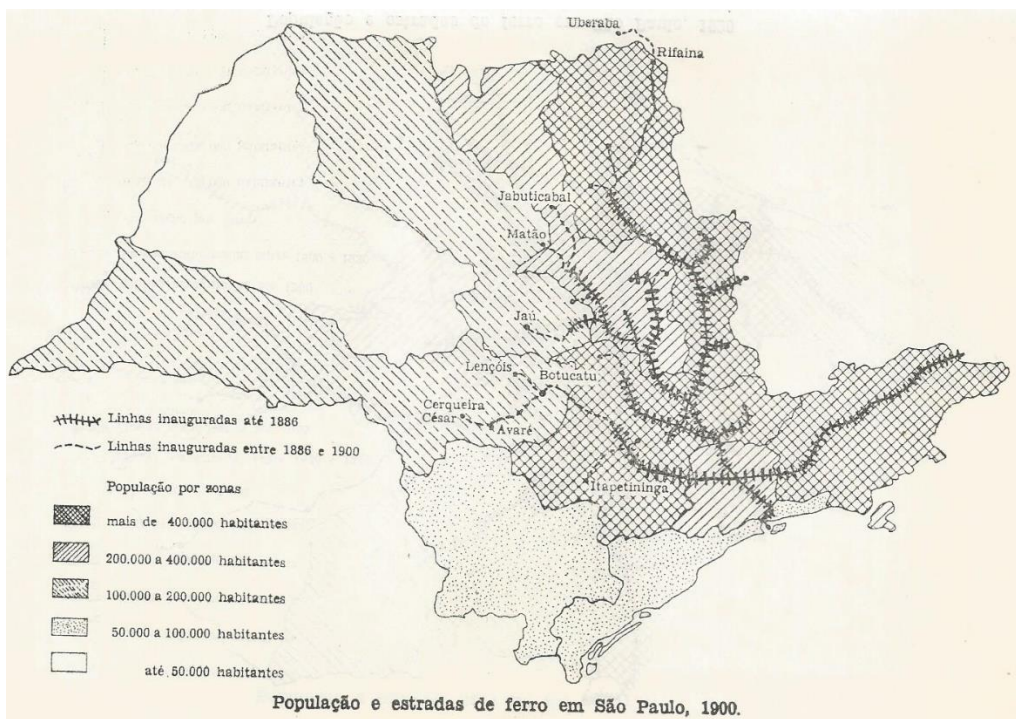 Uberaba
Rifaina
Jabuticabal
Matão
Jaú
Lençóis
Botucatu
Cerqueira
César
Avaré
Itapetininga
Linhas inauguradas até 1886
Linhas inauguradas entre 1886 e 1900
População por zonas
mais de 400.000 habitantes
200.000 a 400.000 habitantes
100.000 a 200.000 habitantes
50.000 a 100.000 habitantes
até 50.000 habitantes
População e estradas de ferro em São Paulo, 1900.